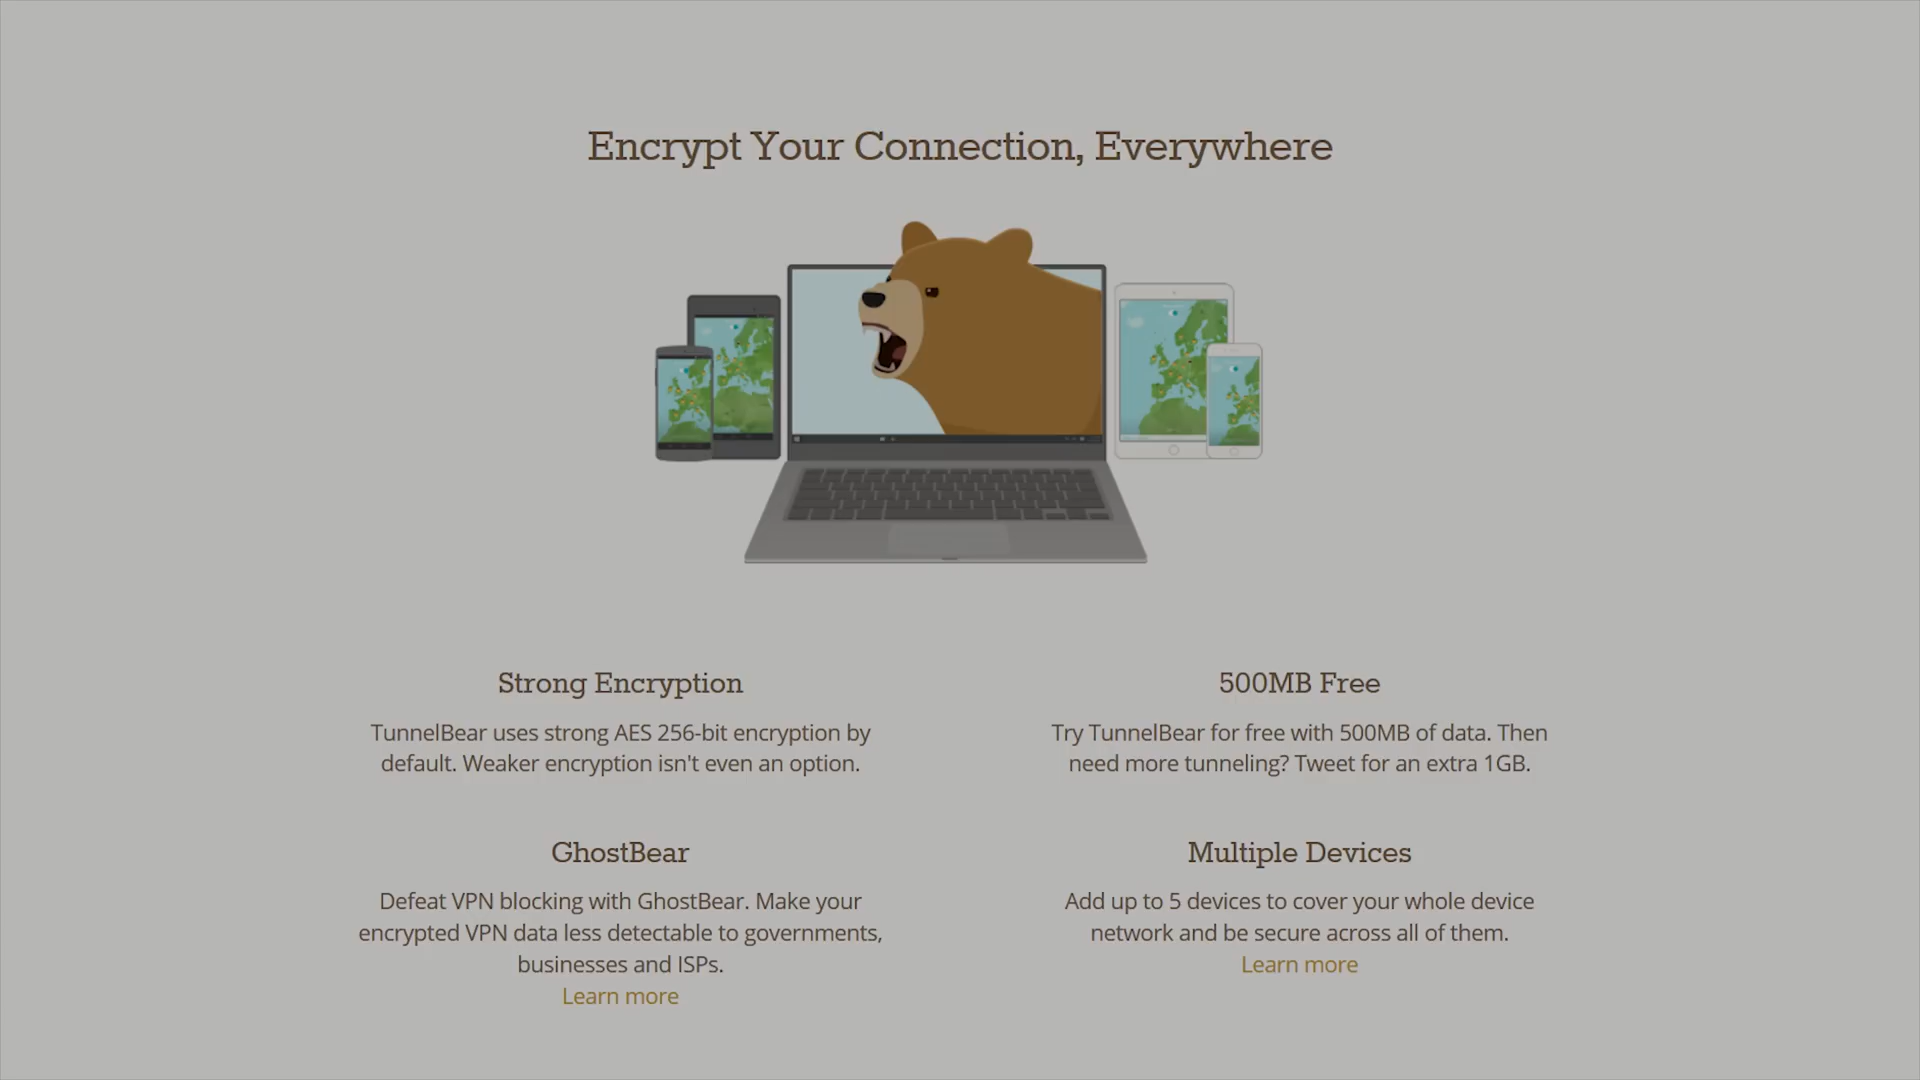 Encrypt Your Connection, Everywhere
Strong Encryption
TunnelBear uses strong AES 256-bit encryption by
default. Weaker encryption isn't even an option.
500MB Free
Try TunnelBear for free with 500MB of data. Then
need more tunneling? Tweet for an extra 1GB.
GhostBear
Defeat VPN blocking with GhostBear. Make your
encrypted VPN data less detectable to governments,
businesses and ISPs.
Learn more
Multiple Devices
Add up to 5 devices to cover your whole device
network and be secure across all of them.
Learn more